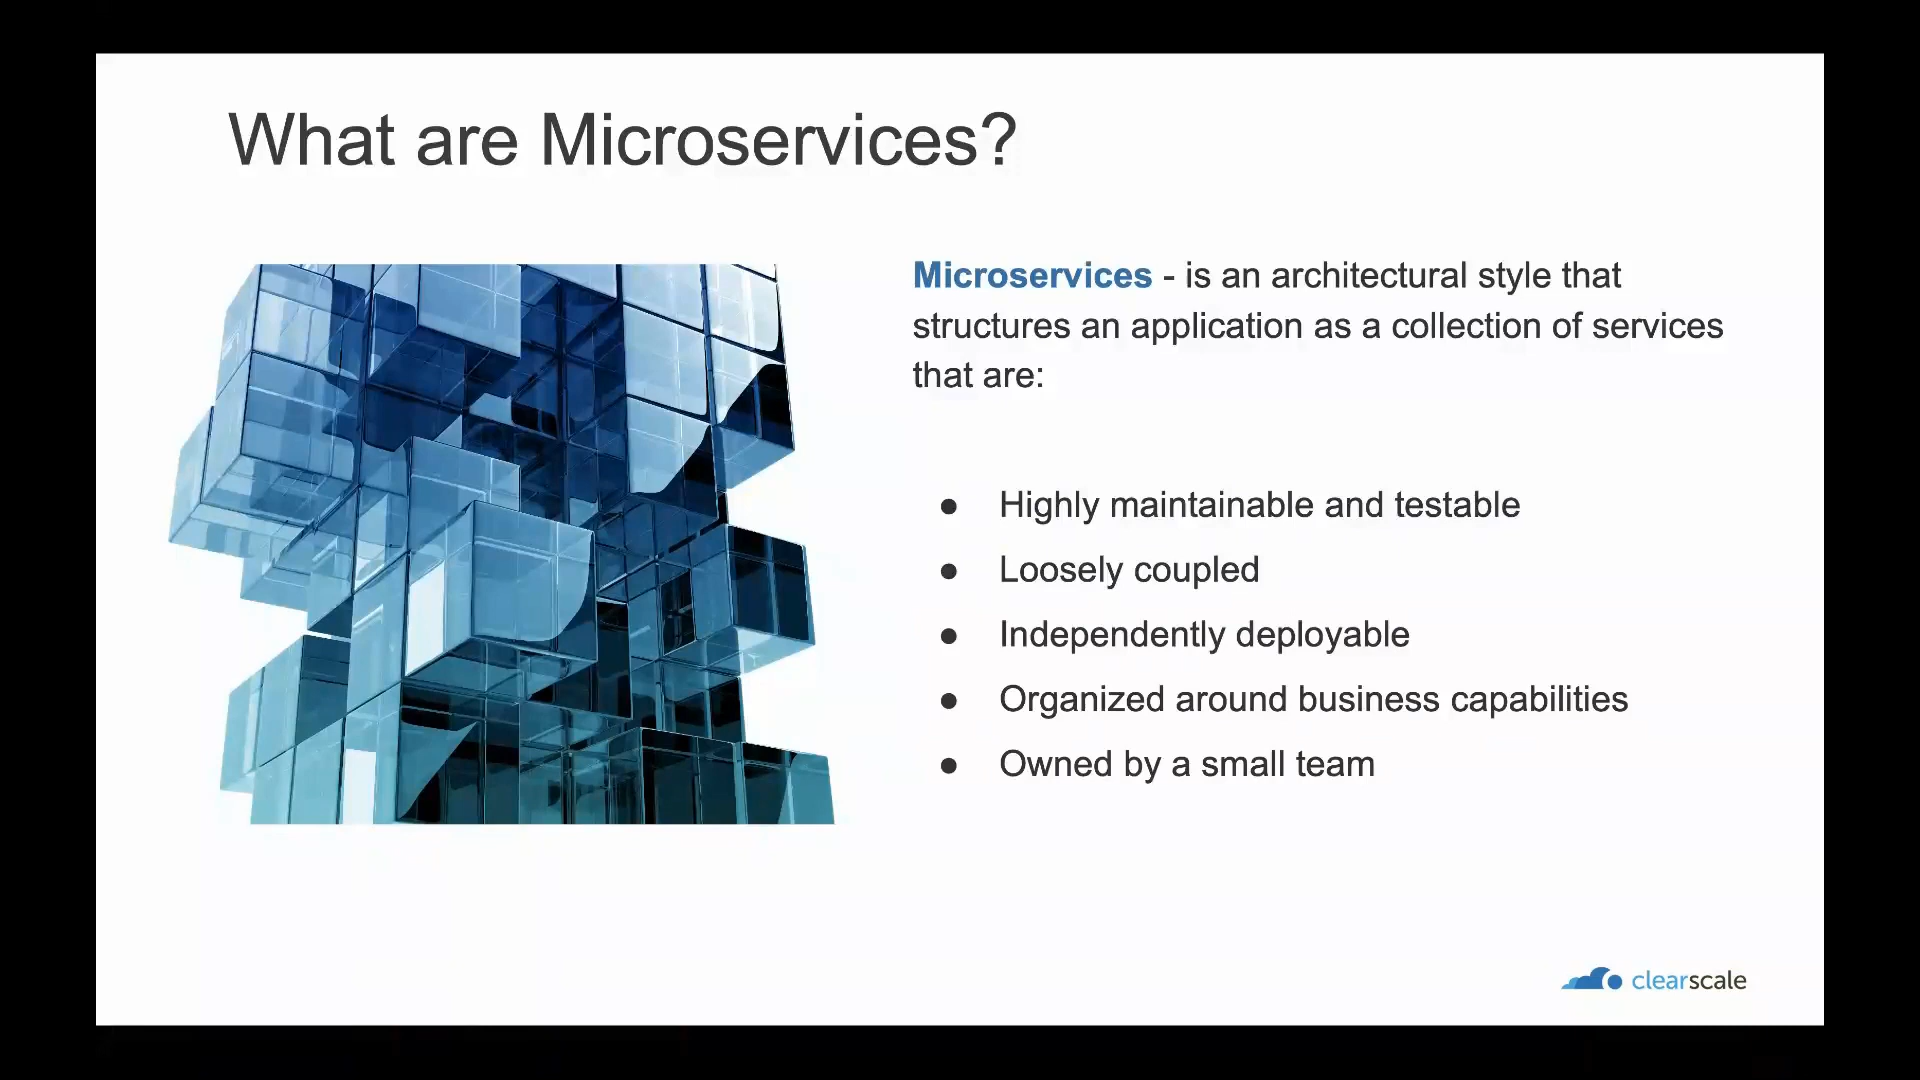 What are Microservices?
Microservices - is an architectural style that
structures an application as a collection of services
that are:
● Highly maintainable and testable
● Loosely coupled
● Independently deployable
● Organized around business capabilities
● Owned by a small team
clearscale